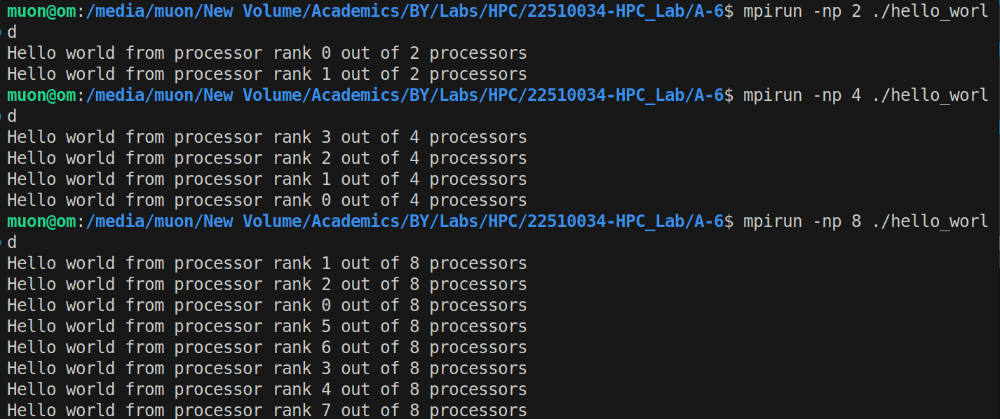 muon@om:/media/muon/New Volume/Academics/BY/Labs/HPC/22510034-HPC_Lab/A-6$ mpirun -np 2 ./hello_worl
d
Hello world from processor rank 0 out of 2 processors
Hello world from processor rank 1 out of 2 processors
muon@om:/media/muon/New Volume/Academics/BY/Labs/HPC/22510034-HPC_Lab/A-6$ mpirun -np 4 ./hello_worl
d
Hello world from processor rank 3 out of 4 processors
Hello world from processor rank 2 out of 4 processors
Hello world from processor rank 1 out of 4 processors
Hello world from processor rank 0 out of 4 processors
muon@om:/media/muon/New Volume/Academics/BY/Labs/HPC/22510034-HPC_Lab/A-6$ mpirun -np 8 ./hello_worl
d
Hello world from processor rank 1 out of 8 processors
Hello world from processor rank 2 out of 8 processors
Hello world from processor rank 0 out of 8 processors
Hello world from processor rank 5 out of 8 processors
Hello world from processor rank 6 out of 8 processors
Hello world from processor rank 3 out of 8 processors
Hello world from processor rank 4 out of 8 processors
Hello world from processor rank 7 out of 8 processors